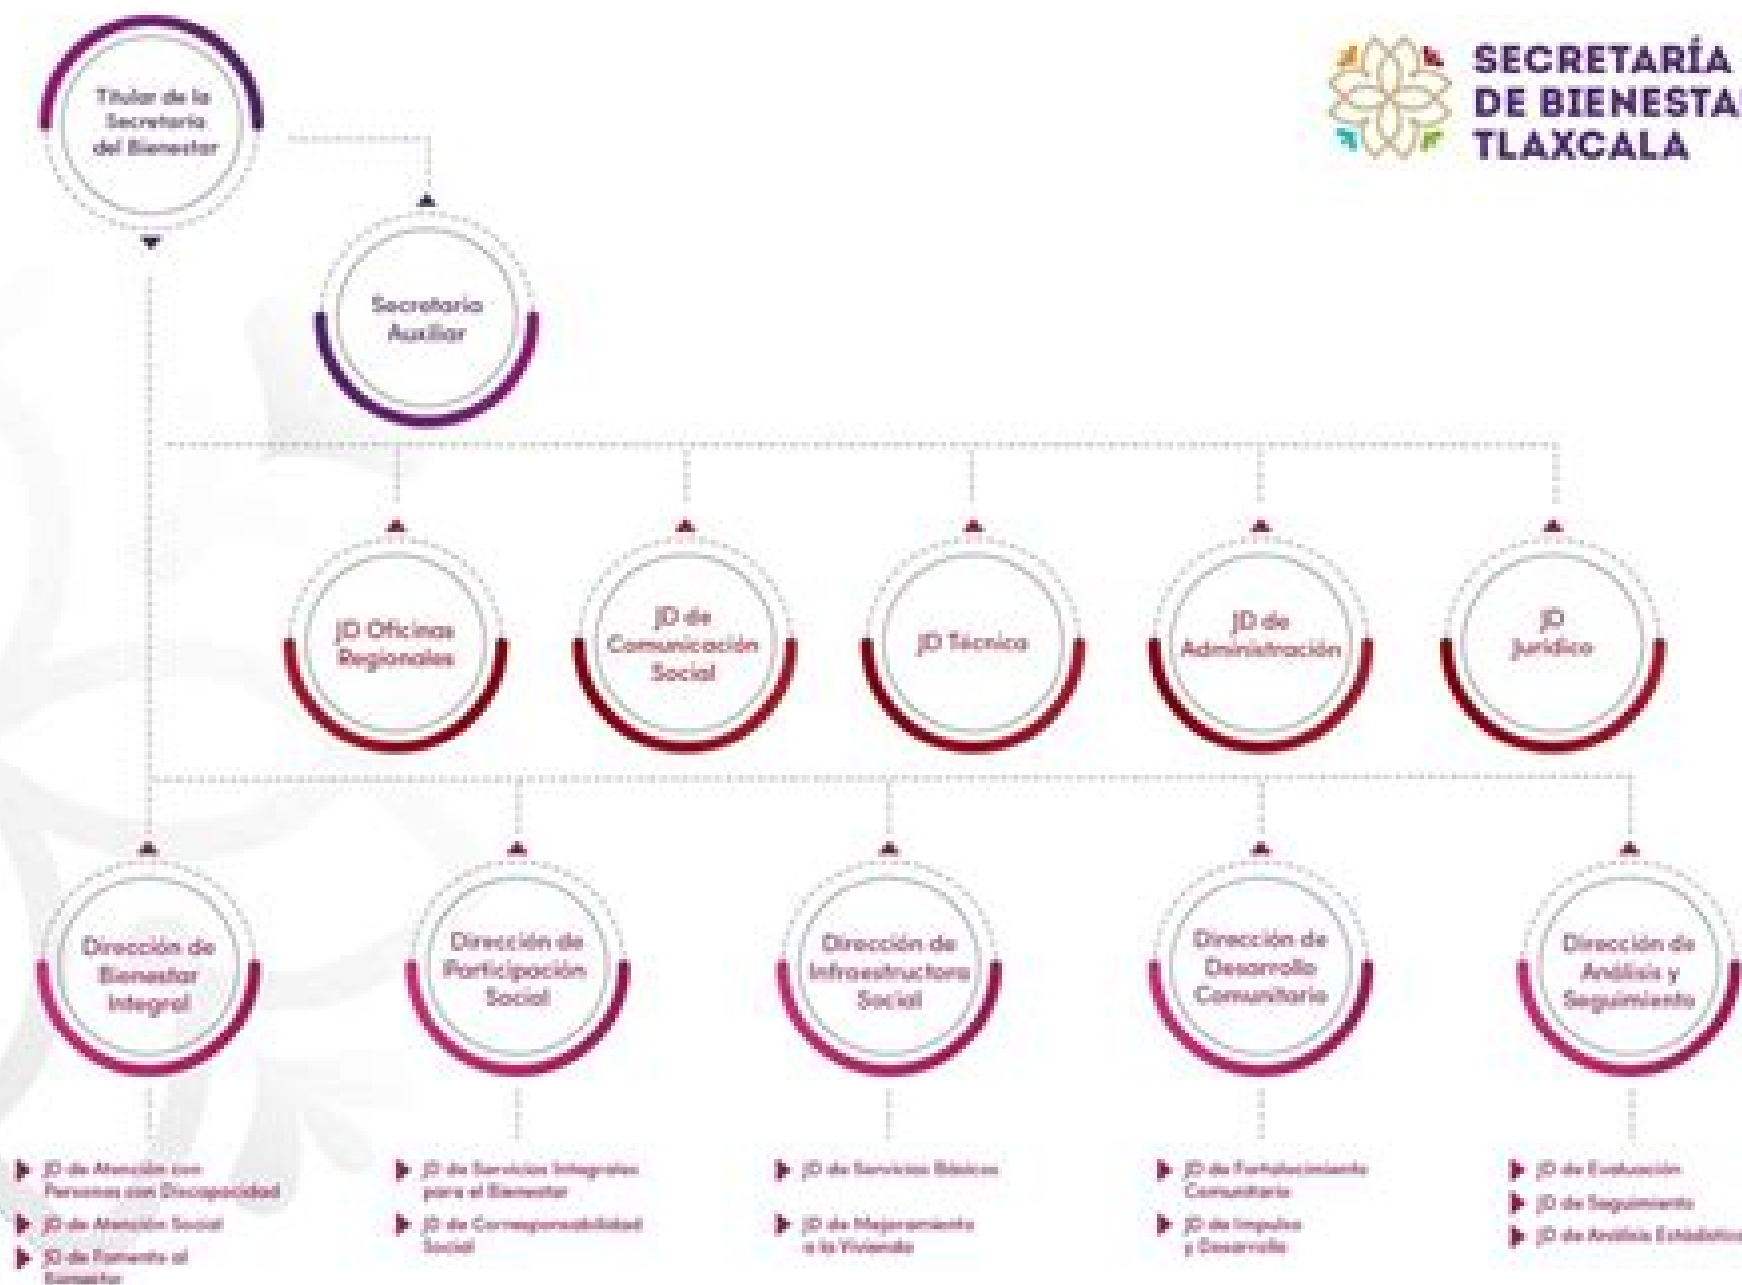 Titular de la
Secretaría
del Bienestar
SECRETARÍA
DE BIENESTA
TLAXCALA
Secretaría
Auxiliar
JD Oficinas
Regionales
JD de
Comunicación
Social
JD Técnico
JD de
Administración
JD
Jurídico
Dirección de
Bienestar
Integral
Dirección de
Participación
Social
Dirección de
Infraestructura
Social
Dirección de
Desarrollo
Comunitario
Dirección de
Análisis y
Seguimiento
JD de Atención con
Personas con Discapacidad
JD de Atención Social
JD de Fomento al
Bienestar
JD de Servicios Integrales
para el Bienestar
JD de Corresponsabilidad
Social
JD de Servicios Básicos
JD de Mejoramiento
a la Vivienda
JD de Fortalecimiento
Comunitario
JD de Impulso
y Desarrollo
JD de Evaluación
JD de Seguimiento
JD de Análisis Estadístico